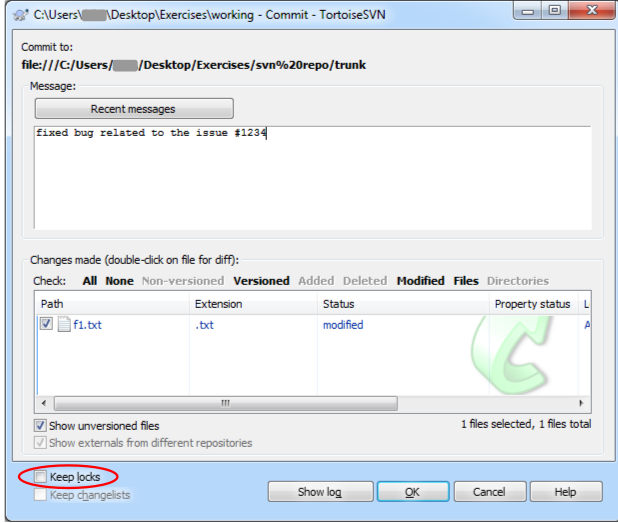 C:\Users\ \Desktop\Exercises\working - Commit - TortoiseSVN
Commit to:
file:///C:/Users/ /Desktop/Exercises/svn%20repo/trunk
Message:
Recent messages
fixed bug related to the issue #1234
Changes made (double-click on file for diff):
Check: All None Non-versioned Versioned Added Deleted Modified Files Directories
Path Extension Status Property status L
f1.txt .txt modified A
Show unversioned files 1 files selected, 1 files total
Show externals from different repositories
Keep locks
Keep changelists
Show log OK Cancel Help